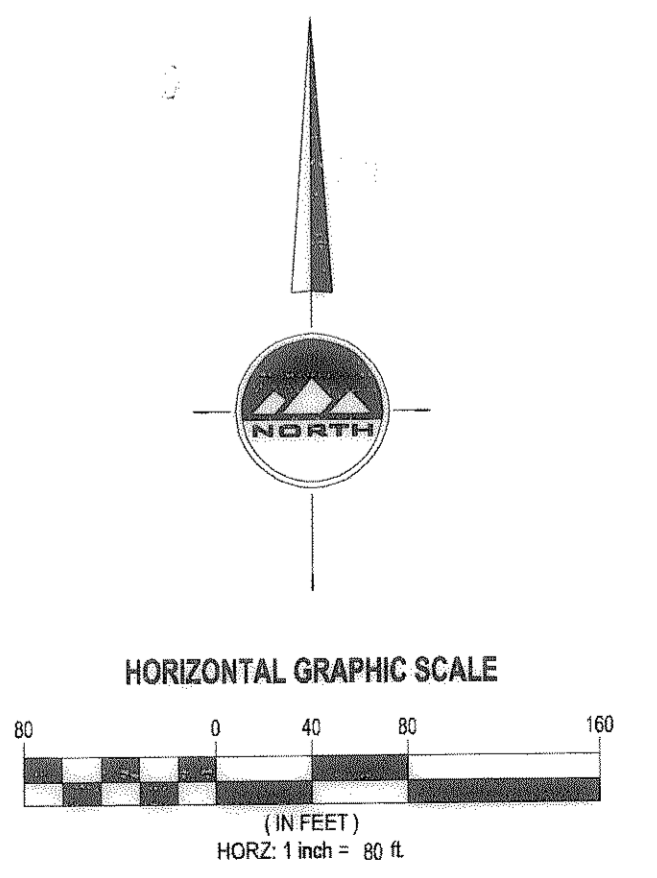 NORTH
HORIZONTAL GRAPHIC SCALE
80 0 40 80 160
( IN FEET )
HORZ: 1 inch = 80 ft.